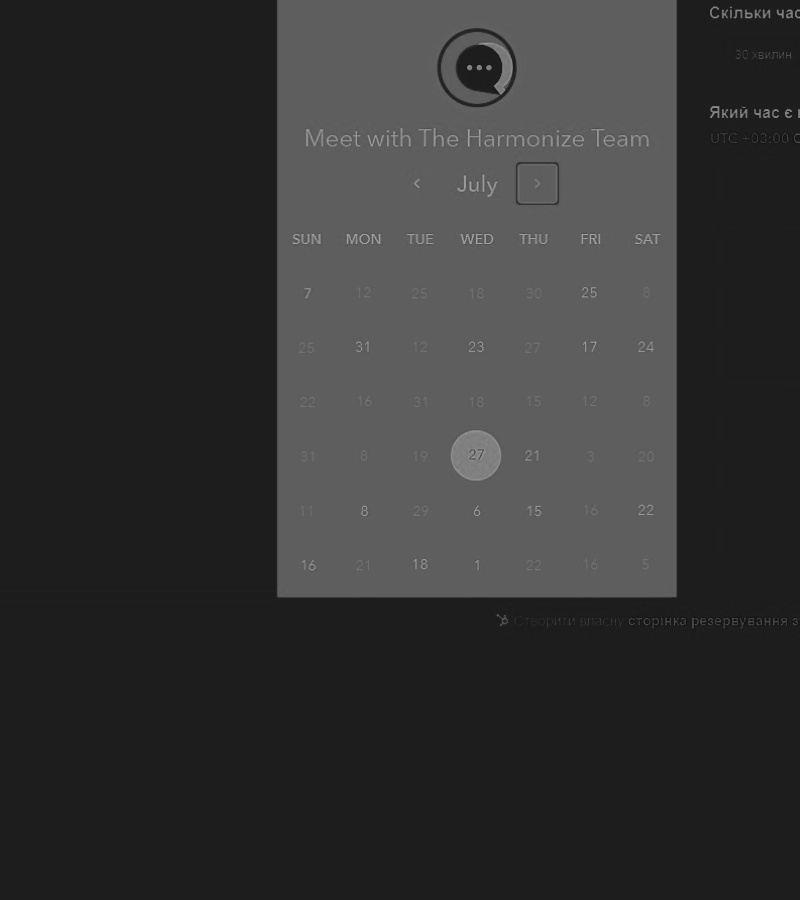 Скільки час
30 хвилин
Meet with The Harmonize Team
Який час є
UTC +03:00
July
SUN MON TUE WED THU FRI SAT
7 12 25 18 30 25 8
25 31 12 23 27 17 24
22 16 31 18 15 12 8
31 8 19 27 21 3 20
11 8 29 6 15 16 22
16 21 18 1 22 16 5
Створити власну сторінка резервування